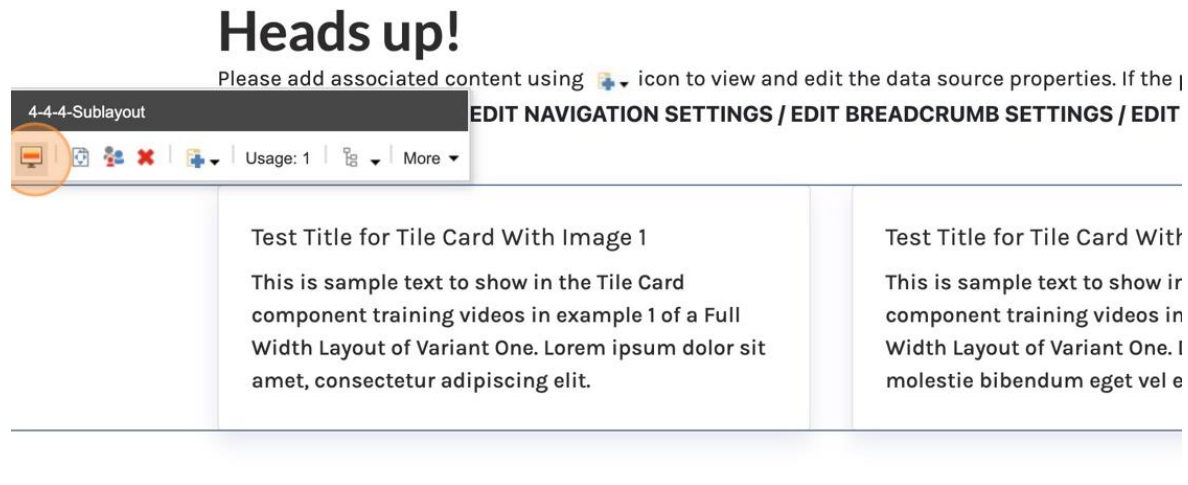 Heads up!
Please add associated content using icon to view and edit the data source properties. If the
4-4-4-Sublayout
EDIT NAVIGATION SETTINGS / EDIT BREADCRUMB SETTINGS / EDIT
Usage: 1 More
Test Title for Tile Card With Image 1
This is sample text to show in the Tile Card
component training videos in example 1 of a Full
Width Layout of Variant One. Lorem ipsum dolor sit
amet, consectetur adipiscing elit.
Test Title for Tile Card With
This is sample text to show in
component training videos in
Width Layout of Variant One.
molestie bibendum eget vel